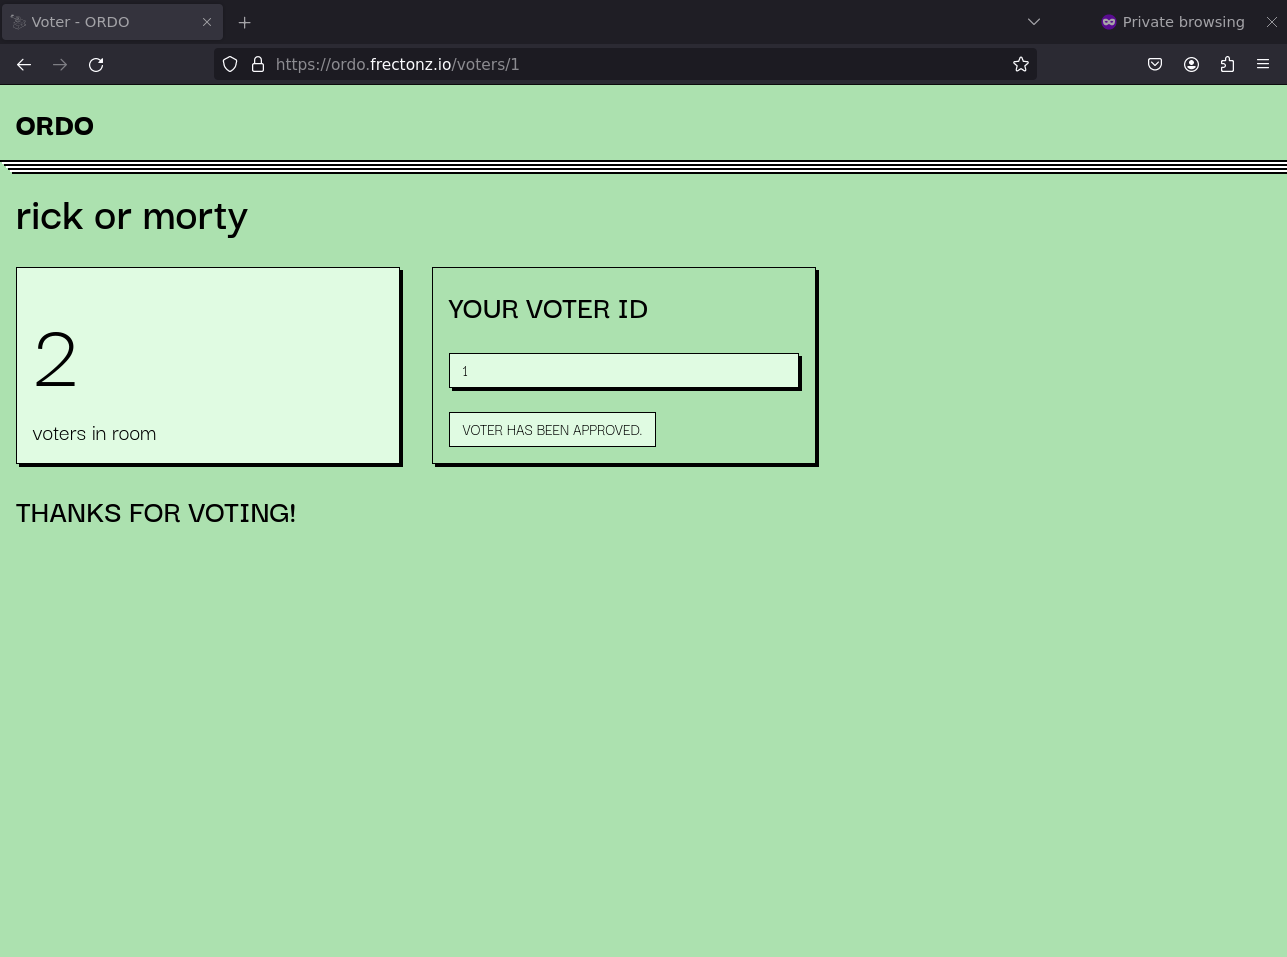 Voter - ORDO
Private browsing
https://ordo.frectonz.io/voters/1
ORDO
rick or morty
2
voters in room
YOUR VOTER ID
1
VOTER HAS BEEN APPROVED.
THANKS FOR VOTING!